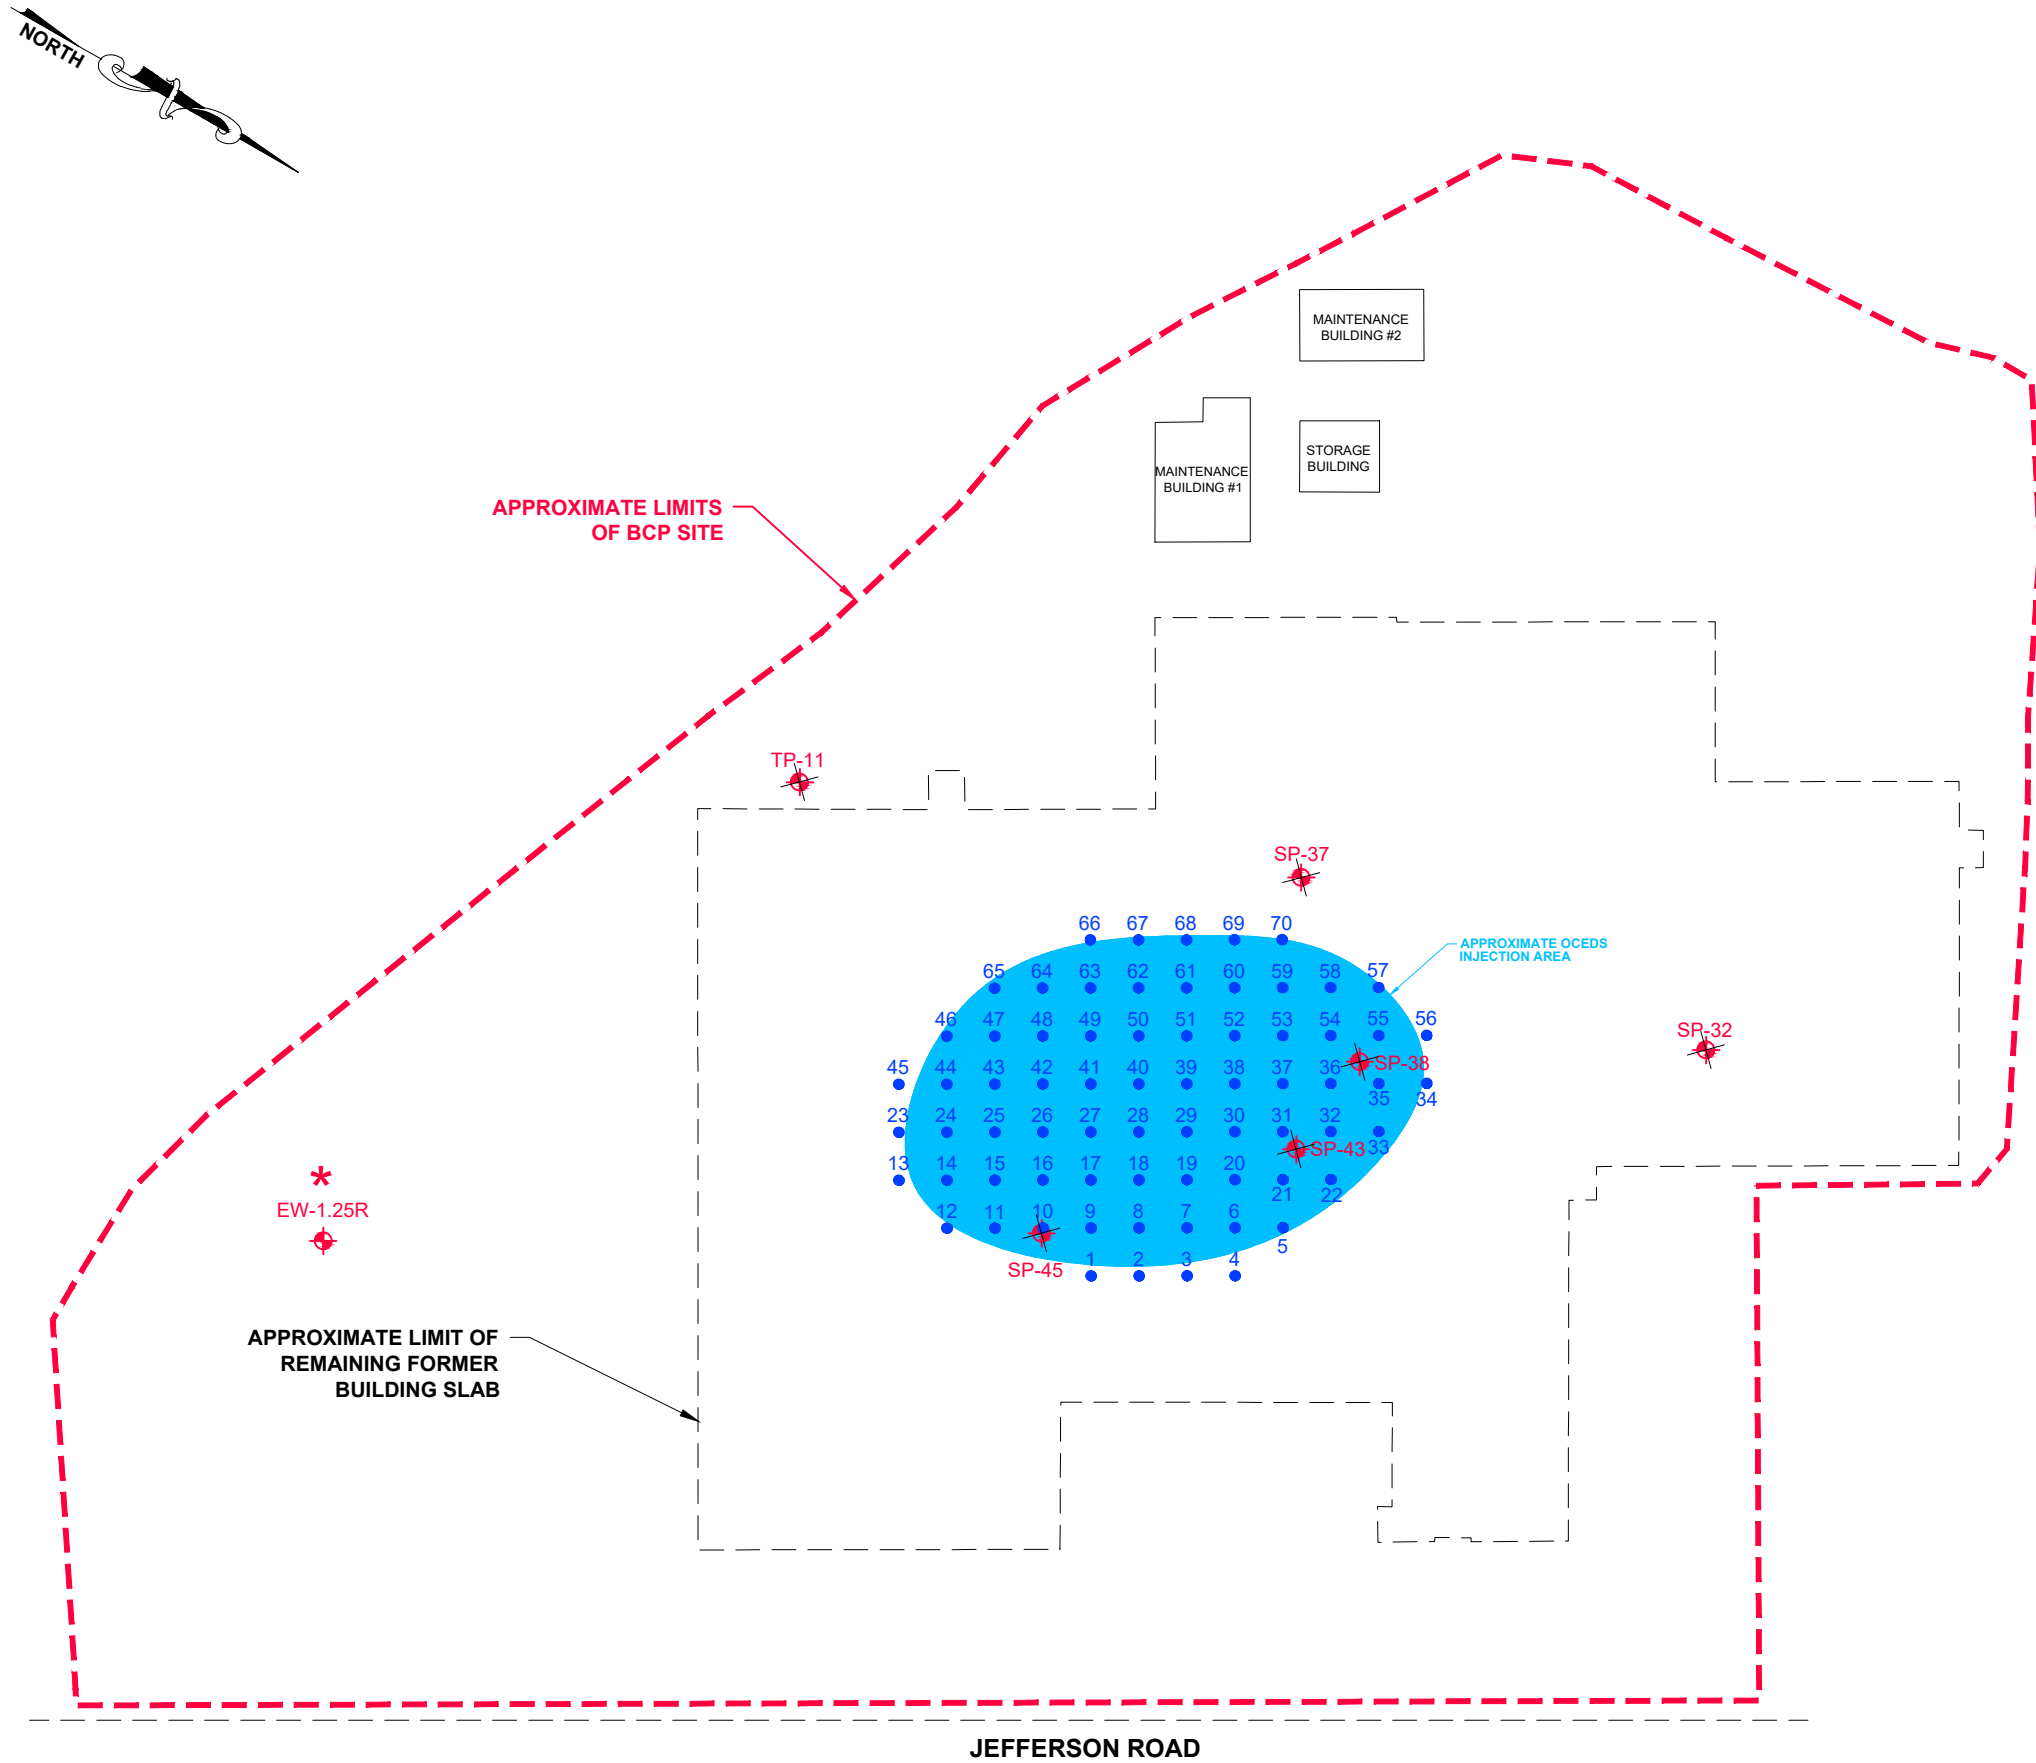 NORTH
MAINTENANCE
BUILDING #2
MAINTENANCE
BUILDING #1
STORAGE
BUILDING
APPROXIMATE LIMITS
OF BCP SITE
TP-11
SP-37
66 67 68 69 70
APPROXIMATE OCEDS
INJECTION AREA
65 64 63 62 61 60 59 58 57
46 47 48 49 50 51 52 53 54 55 56
SP-32
SP-38
45 44 43 42 41 40 39 38 37 36 35 34
23 24 25 26 27 28 29 30 31 32 33
SP-43
13 14 15 16 17 18 19 20 21 22
*
EW-1.25R
12 11 10 9 8 7 6 5
SP-45
1 2 3 4
APPROXIMATE LIMIT OF
REMAINING FORMER
BUILDING SLAB
JEFFERSON ROAD